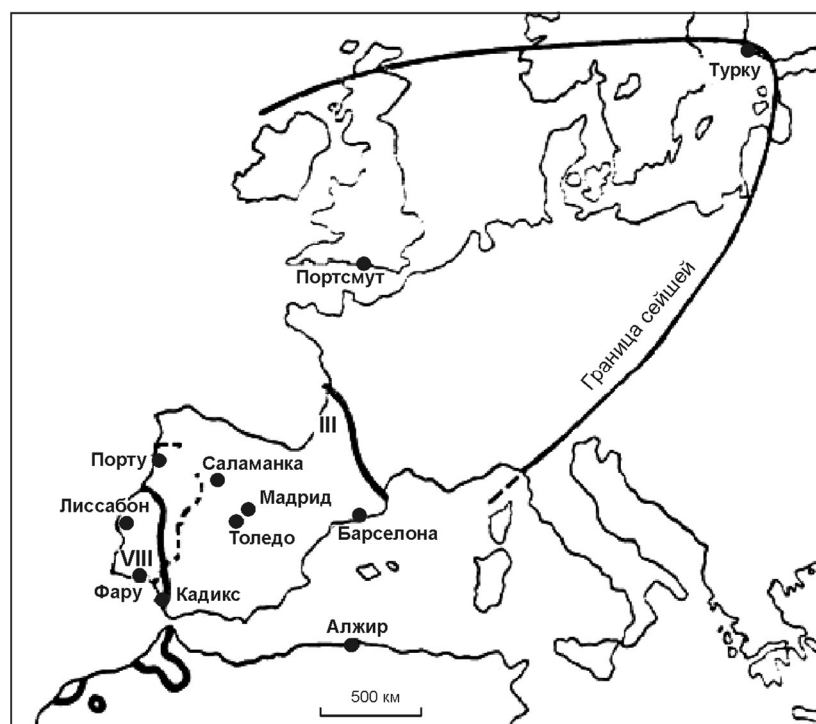 Турку
Портсмут
Граница сейшей
III
Порту
Саламанка
Лиссабон
Мадрид
Толедо
Барселона
VIII
Фару
Кадикс
Алжир
500 км